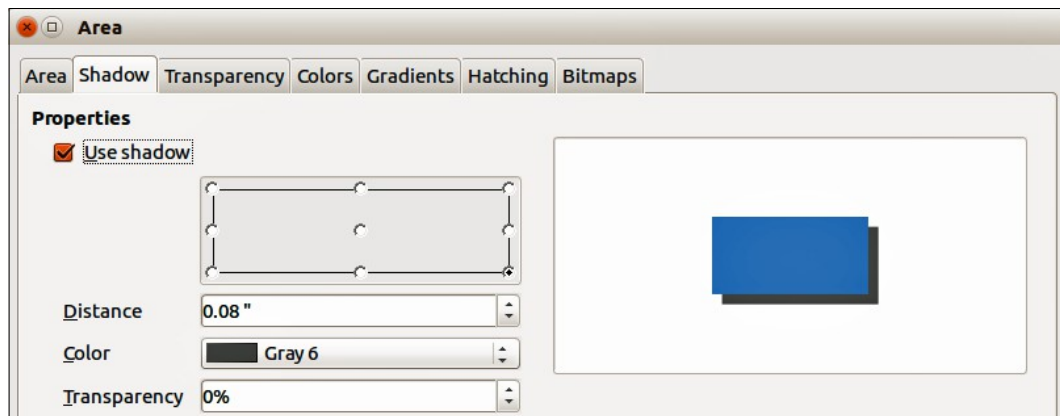 Area
Area Shadow Transparency Colors Gradients Hatching Bitmaps
Properties
Use shadow
Distance 0.08 "
Color Gray 6
Transparency 0%